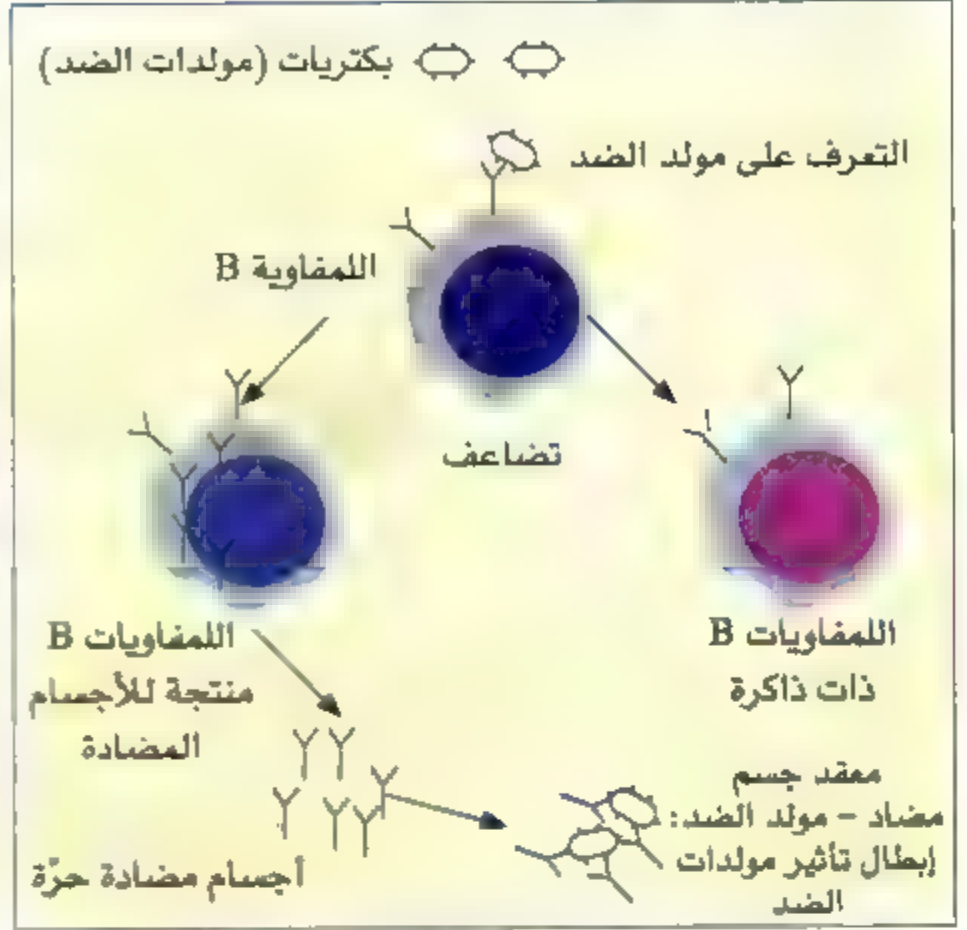 بكتريات (مولدات الضد)
التعرف على مولد الضد
اللمفاوية B
تضاعف
اللمفاويات B
ذات ذاكرة
اللمفاويات B
منتجة للأجسام
المضادة
أجسام مضادة حرّة
معقد جسم
مضاد - مولد الضد:
إبطال تأثير مولدات
الضد